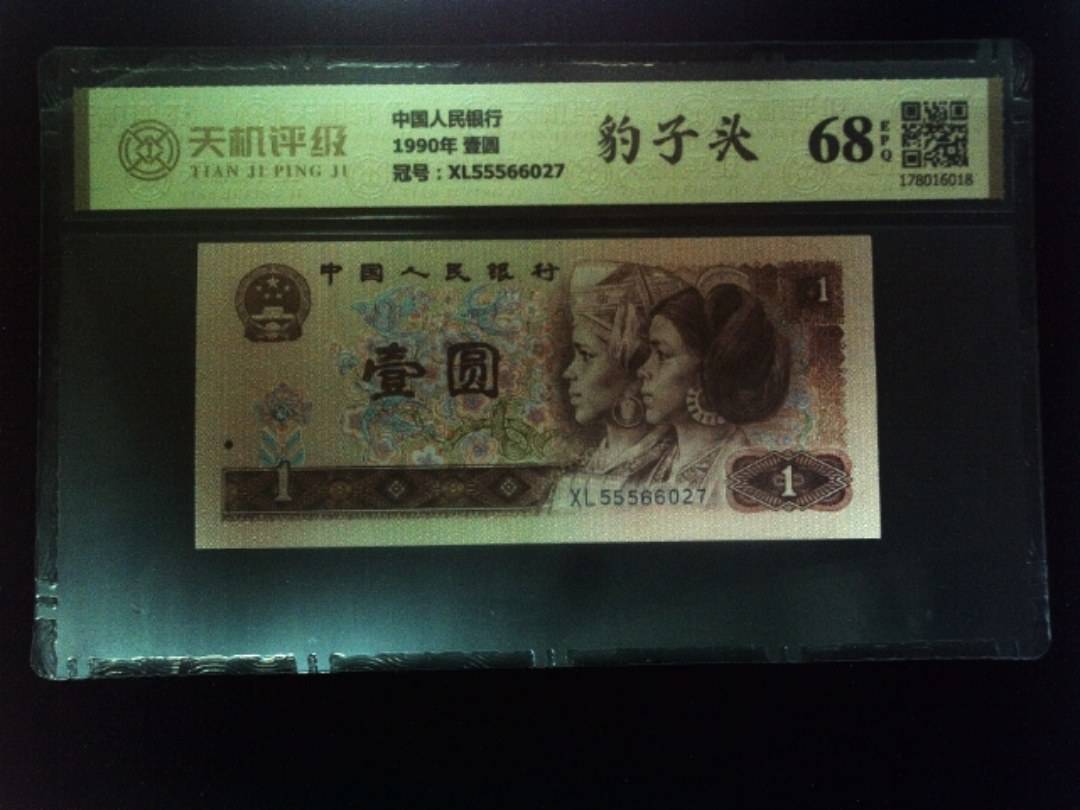 天机评级
TIAN JI PING JI
中国人民银行
1990年 壹圆
冠号：XL55566027
豹子头
68
EPQ
178016018
中国人民银行
1
壹圆
1
XL55566027
1